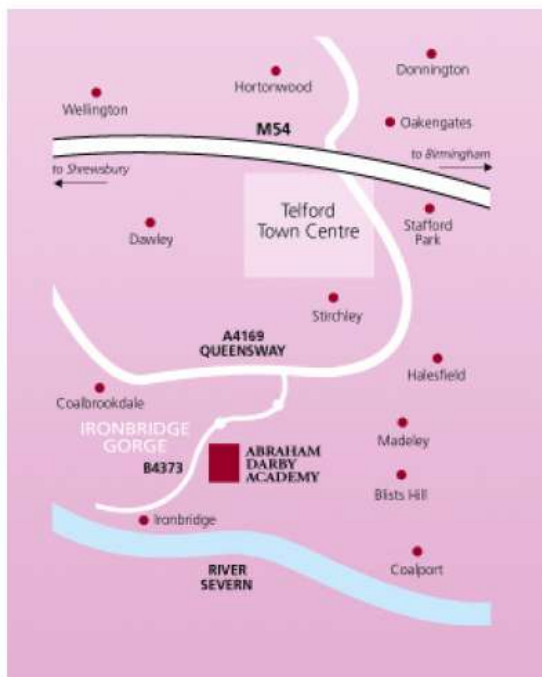 Donnington
Hortonwood
Wellington
Oakengates
M54
to Birmingham
to Shrewsbury
Telford
Town Centre
Stafford
Park
Dawley
Stirchley
A4169
QUEENSWAY
Halesfield
Coalbrookdale
IRONBRIDGE
GORGE
Madeley
B4373
ABRAHAM
DARBY
ACADEMY
Blists Hill
Ironbridge
Coalport
RIVER
SEVERN